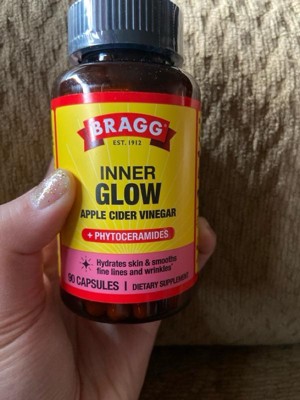 BRAGG
EST. 1912
INNER
GLOW
APPLE CIDER VINEGAR
+ PHYTOCERAMIDES
Hydrates skin & smooths
fine lines and wrinkles*
90 CAPSULES | DIETARY SUPPLEMENT